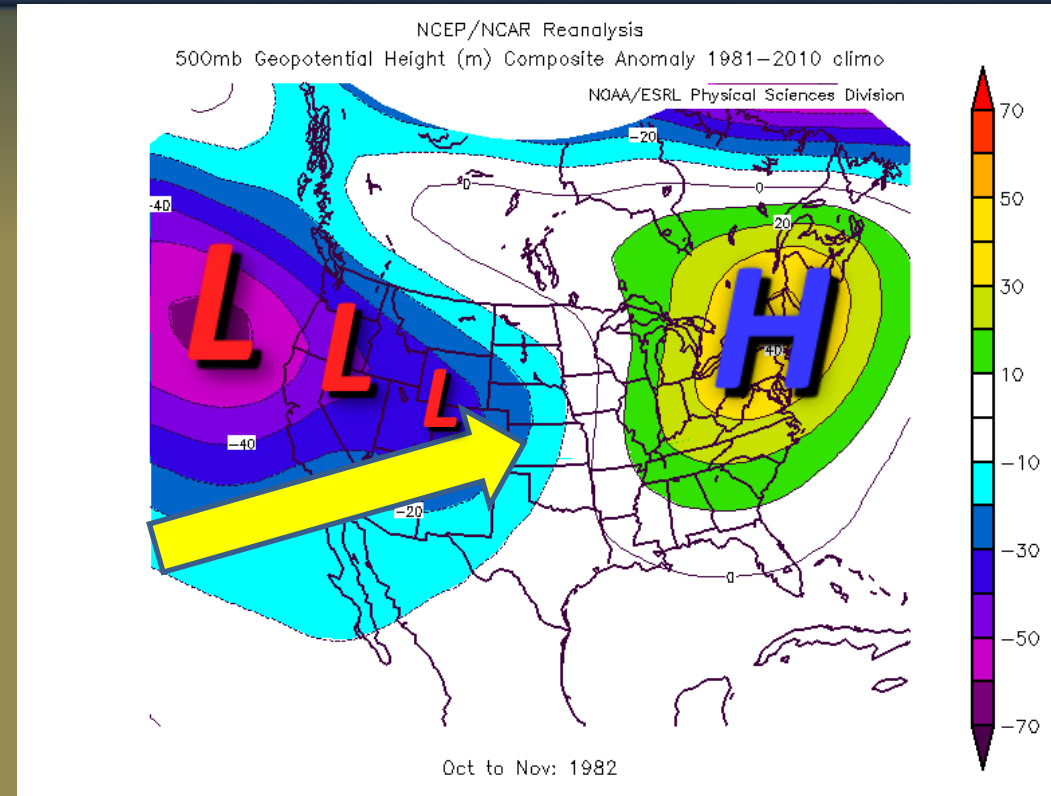 NCEP/NCAR Reanalysis
500mb Geopotential Height (m) Composite Anomaly 1981–2010 climo
NOAA/ESRL Physical Sciences Division
70
50
30
10
−10
−30
−50
−70
−20
0
0
−40
20
L
L
L
H
40
−40
−20
0
Oct to Nov: 1982